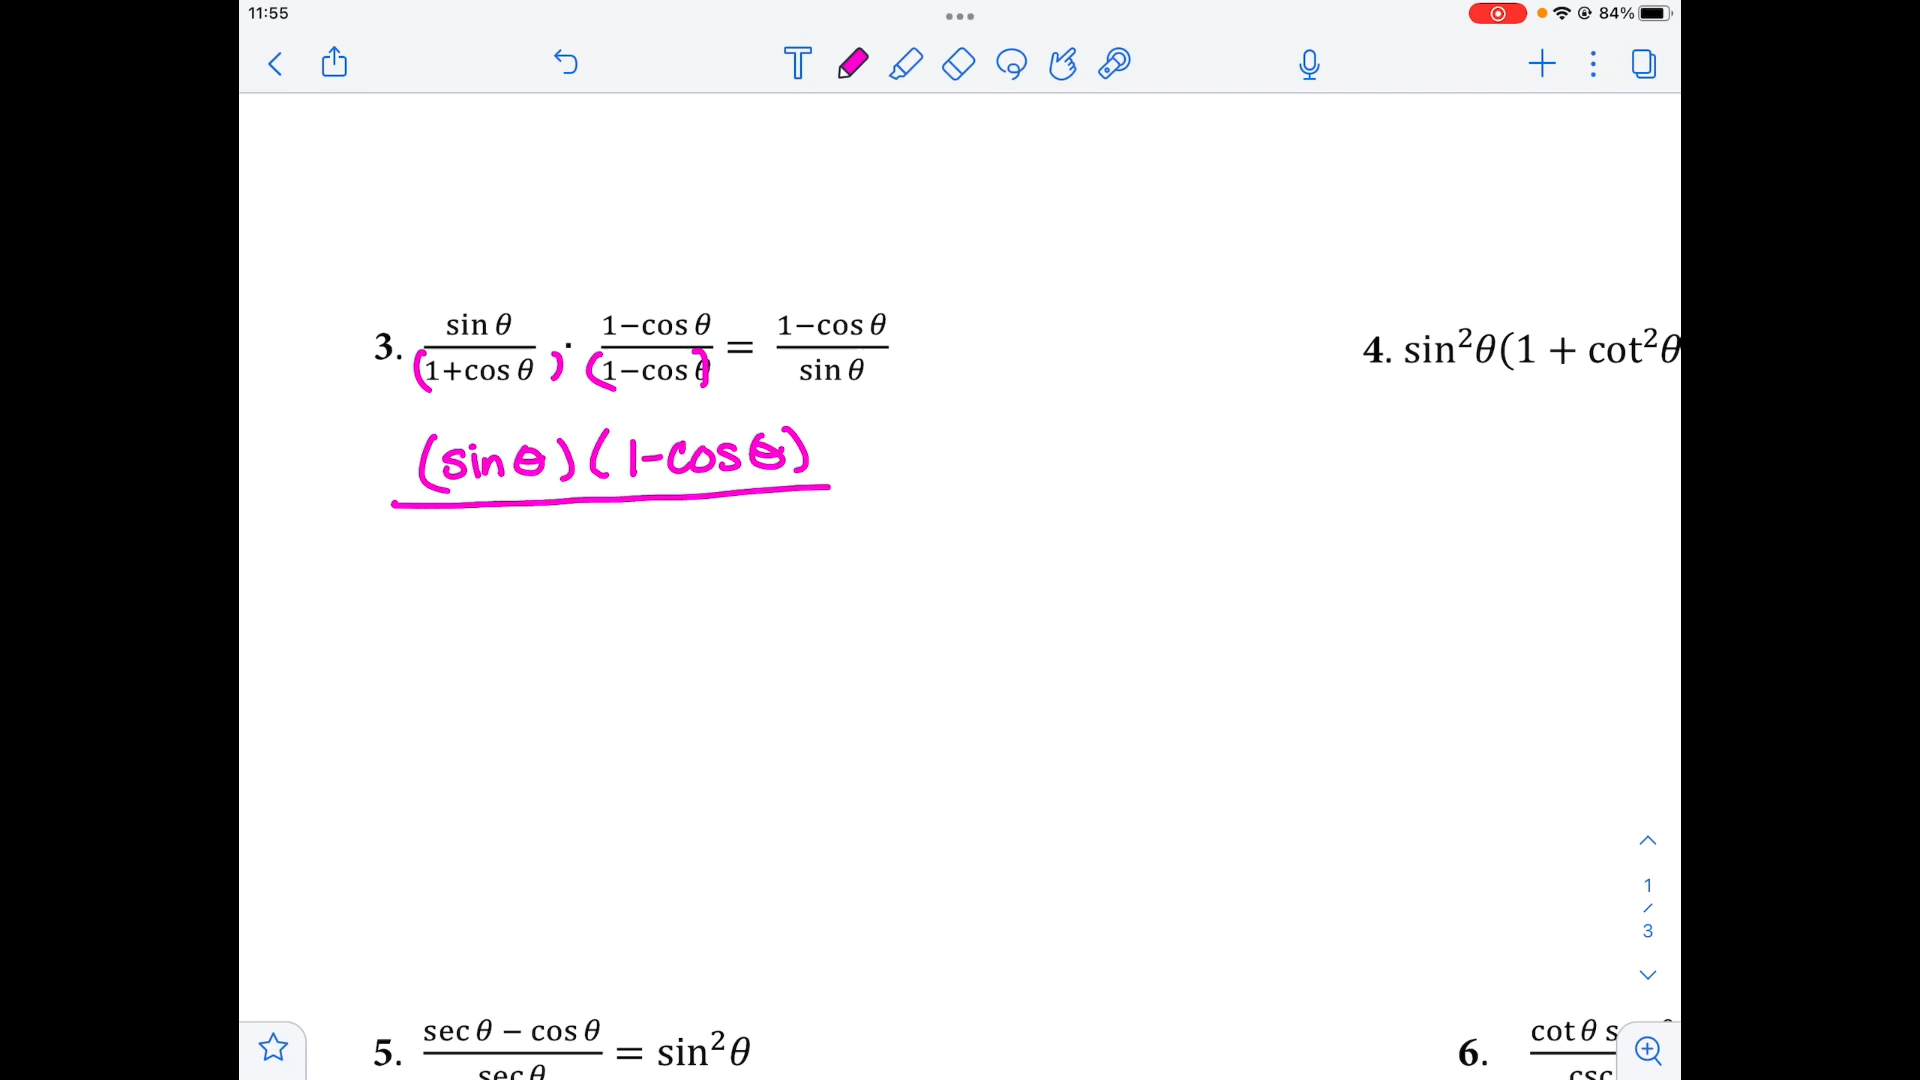 11:55
84%
T
3. sin θ/1+cos θ · 1−cos θ/1−cos θ = 1−cos θ/sin θ
4. sin²θ(1 + cot²θ
(sin θ)(1-cos θ)
1/3
5. sec θ − cos θ/sec θ = sin²θ
6. cot θ s
csc